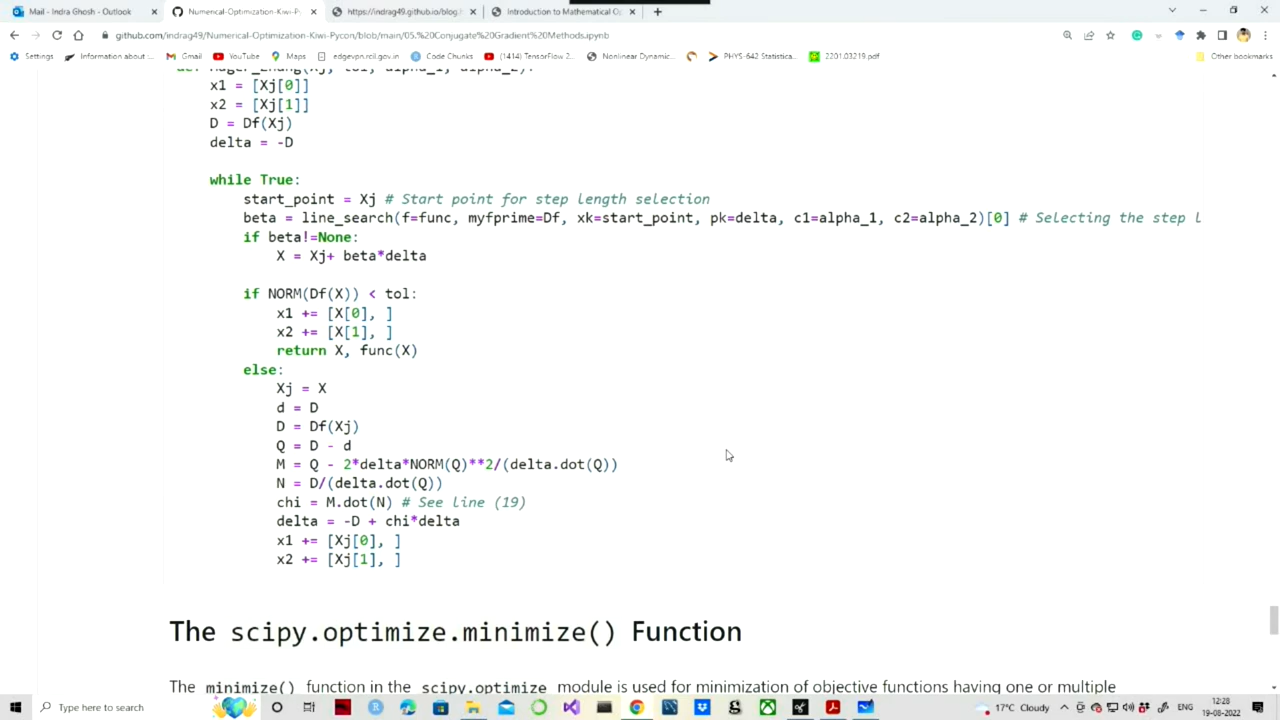 Mail - Indra Ghosh - Outlook
Numerical-Optimization-Kiwi-Py
https://indrag49.github.io/blog.h
Introduction to Mathematical Op
github.com/indrag49/Numerical-Optimization-Kiwi-Pycon/blob/main/05.%20Conjugate%20Gradient%20Methods.ipynb
Settings
Information about :...
Gmail
YouTube
Maps
edgevpn.rcil.gov.in
Code Chunks
(1414) TensorFlow 2...
Nonlinear Dynamic...
PHYS-642 Statistica...
2201.03219.pdf
Other bookmarks
x1 = [Xj[0]]
x2 = [Xj[1]]
D = Df(Xj)
delta = -D
while True:
start_point = Xj # Start point for step length selection
beta = line_search(f=func, myfprime=Df, xk=start_point, pk=delta, c1=alpha_1, c2=alpha_2)[0] # Selecting the step l
if beta!=None:
X = Xj+ beta*delta
if NORM(Df(X)) < tol:
x1 += [X[0], ]
x2 += [X[1], ]
return X, func(X)
else:
Xj = X
d = D
D = Df(Xj)
Q = D - d
M = Q - 2*delta*NORM(Q)**2/(delta.dot(Q))
N = D/(delta.dot(Q))
chi = M.dot(N) # See line (19)
delta = -D + chi*delta
x1 += [Xj[0], ]
x2 += [Xj[1], ]
The scipy.optimize.minimize() Function
The minimize() function in the scipy.optimize module is used for minimization of objective functions having one or multiple
Type here to search
17°C Cloudy
ENG
12:28
19-08-2022